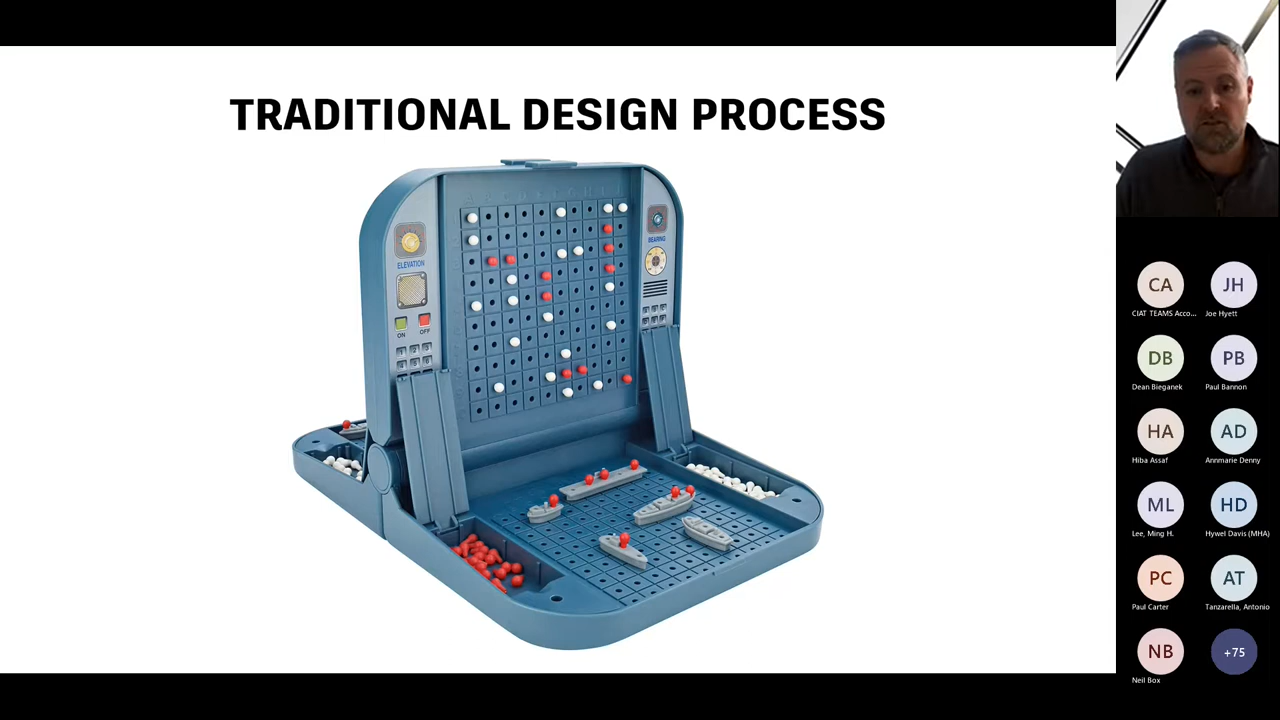 TRADITIONAL DESIGN PROCESS
ELEVATION
BEARING
ON OFF
CA
CIAT TEAMS Acco...
JH
Joe Hyett
DB
Dean Bieganek
PB
Paul Bannon
HA
Hiba Assaf
AD
Annmarie Denny
ML
Lee, Ming H.
HD
Hywel Davis (MHA)
PC
Paul Carter
AT
Tanzarella, Antonio
NB
Neil Box
+75